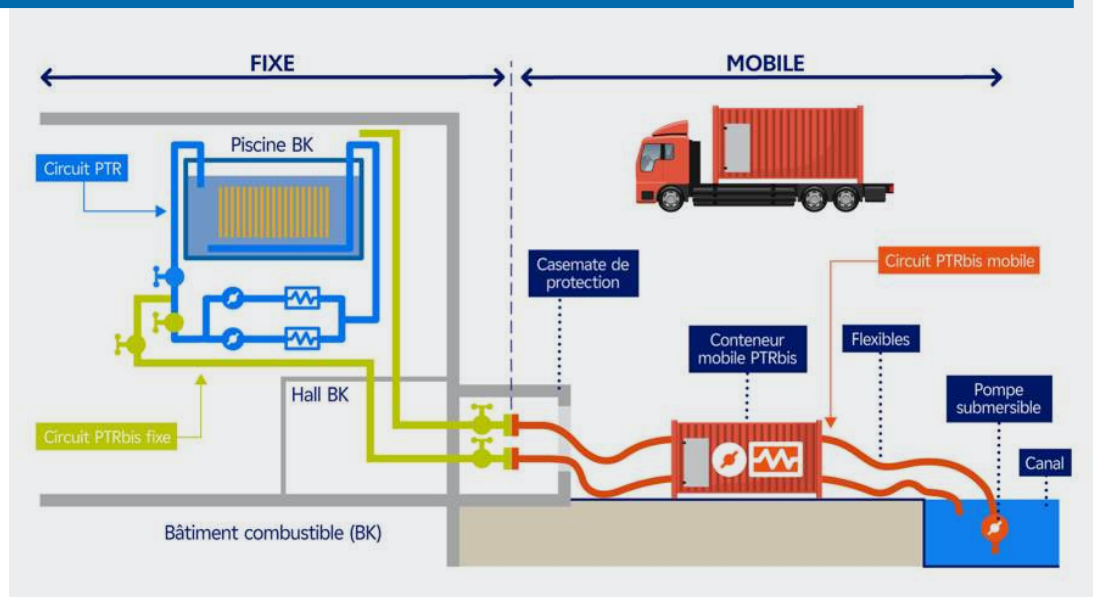 FIXE
MOBILE
Piscine BK
Circuit PTR
Casemate de
protection
Circuit PTRbis mobile
Conteneur
mobile PTRbis
Flexibles
Pompe
submersible
Hall BK
Circuit PTRbis fixe
Canal
Bâtiment combustible (BK)